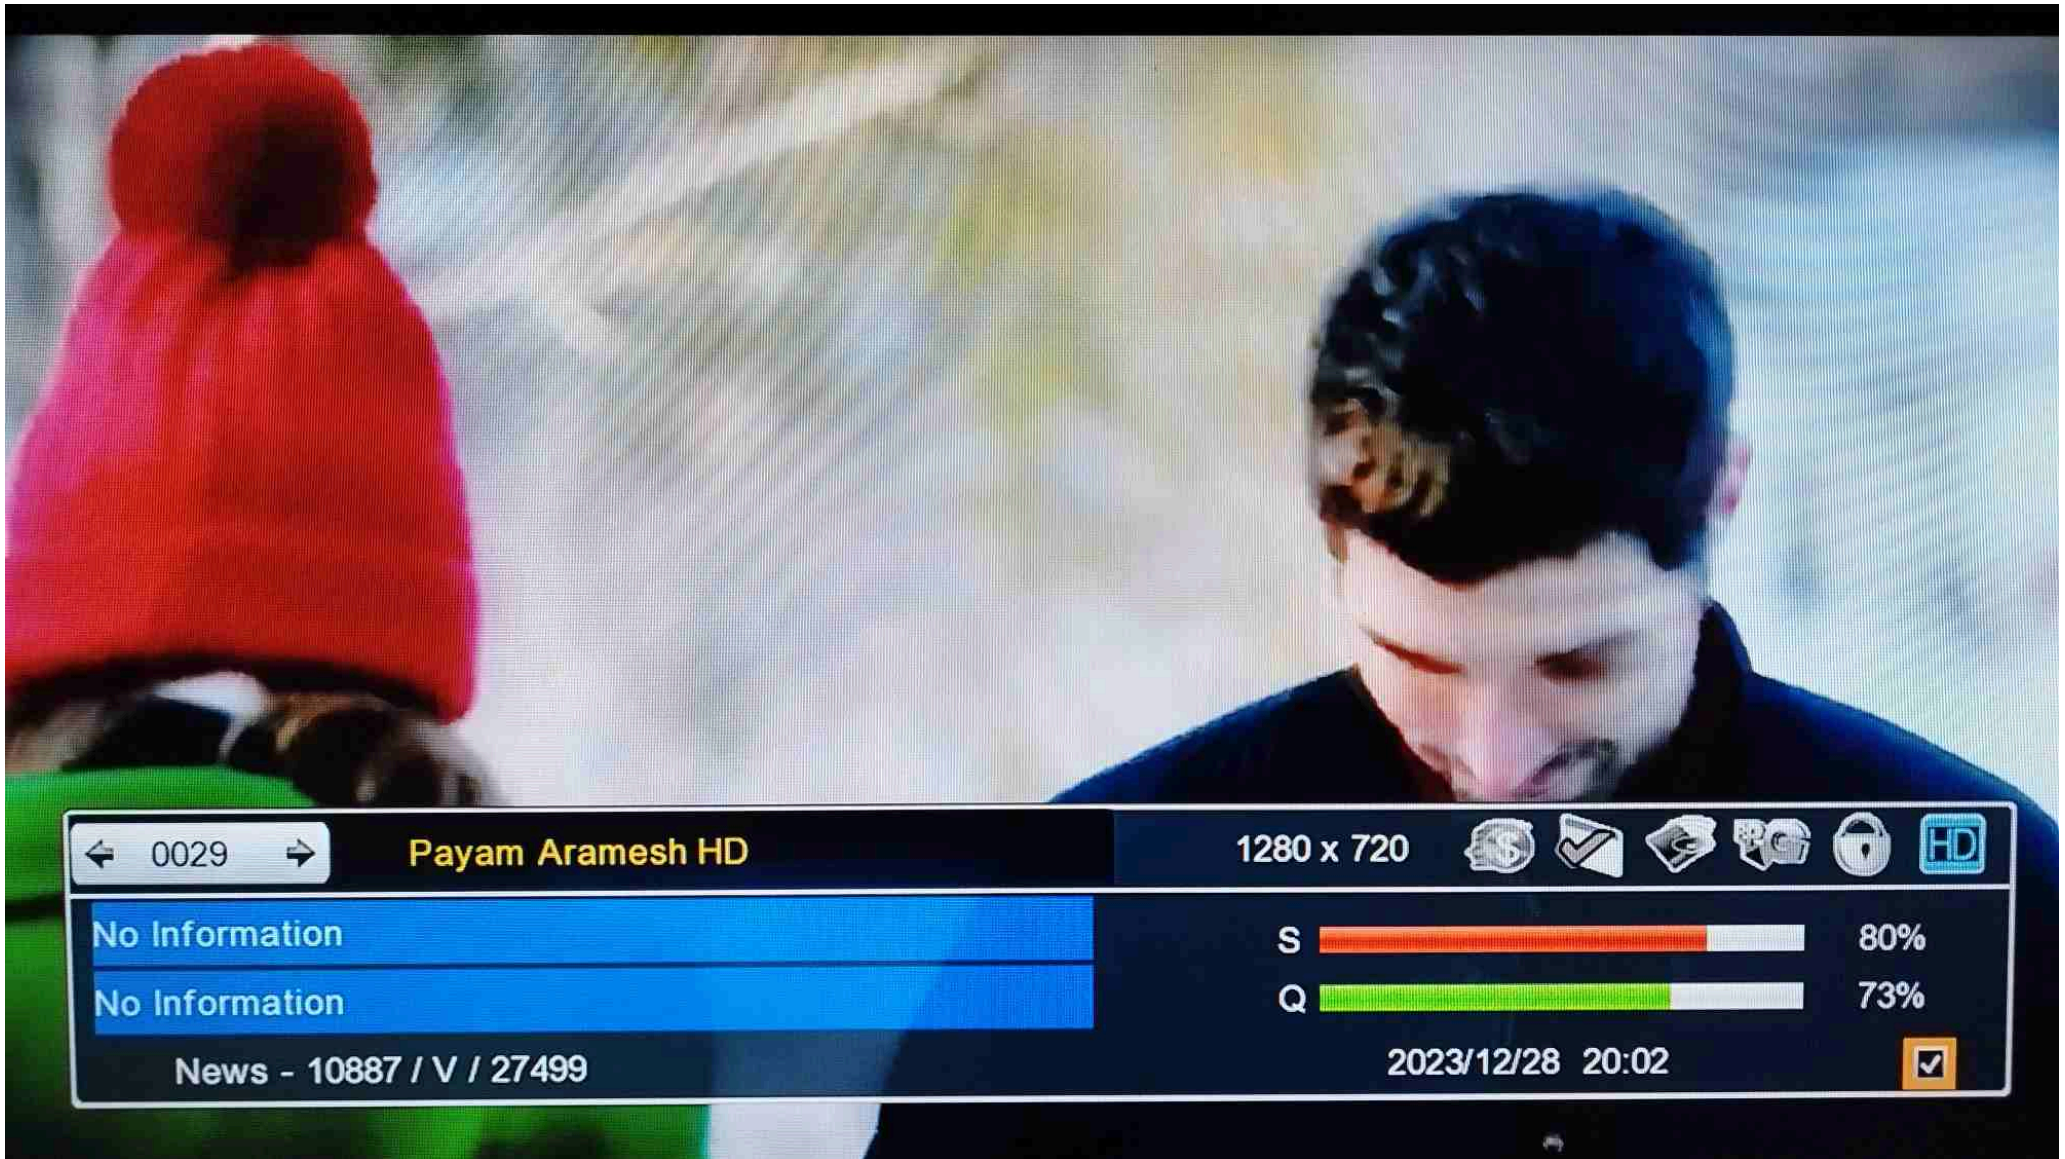 0029 Payam Aramesh HD 1280 x 720 HD
No Information S 80%
No Information Q 73%
News - 10887 / V / 27499 2023/12/28 20:02